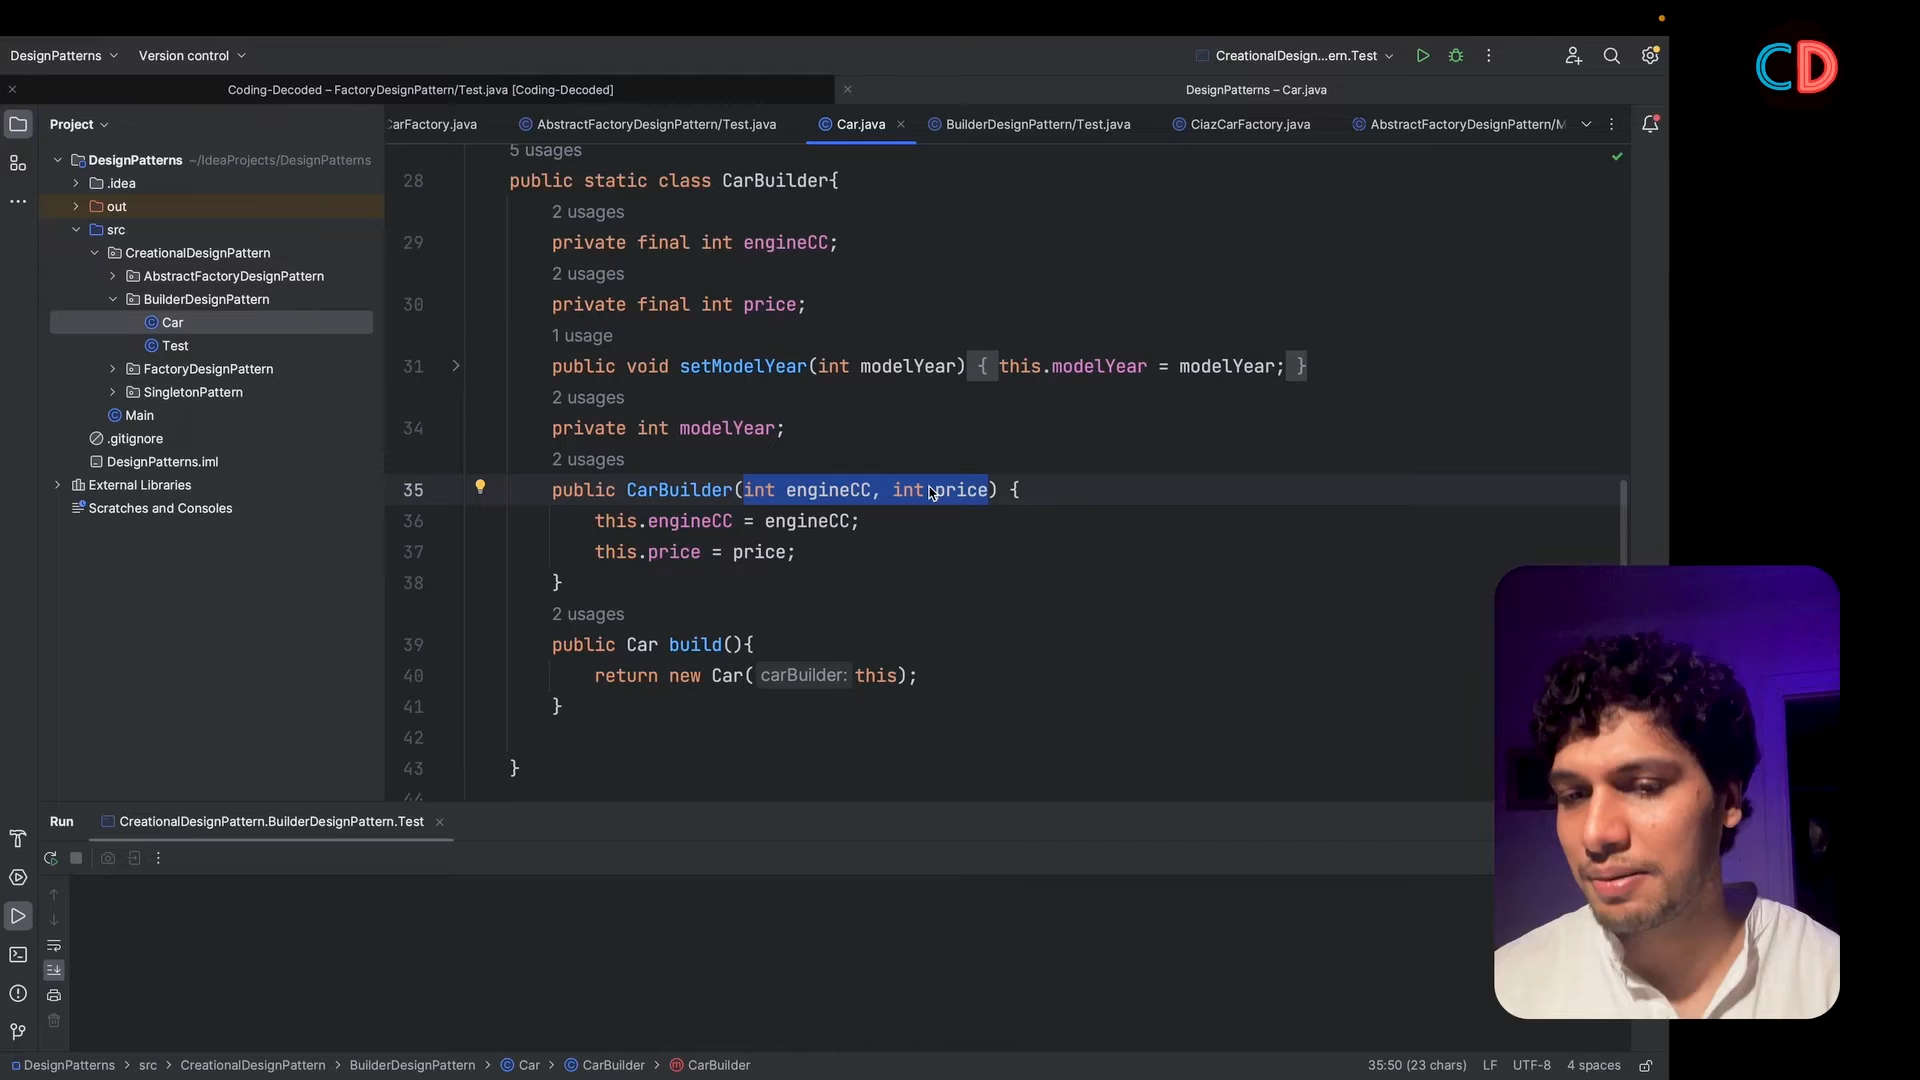 DesignPatterns
Version control
CreationalDesign...ern.Test
CD
Coding-Decoded – FactoryDesignPattern/Test.java [Coding-Decoded]
DesignPatterns – Car.java
Project
CarFactory.java
AbstractFactoryDesignPattern/Test.java
Car.java
BuilderDesignPattern/Test.java
CiazCarFactory.java
AbstractFactoryDesignPattern/M
DesignPatterns ~/IdeaProjects/DesignPatterns
.idea
out
src
CreationalDesignPattern
AbstractFactoryDesignPattern
BuilderDesignPattern
Car
Test
FactoryDesignPattern
SingletonPattern
Main
.gitignore
DesignPatterns.iml
External Libraries
Scratches and Consoles
5 usages
28 public static class CarBuilder{
2 usages
29 private final int engineCC;
2 usages
30 private final int price;
1 usage
31 public void setModelYear(int modelYear) { this.modelYear = modelYear; }
2 usages
34 private int modelYear;
2 usages
35 public CarBuilder(int engineCC, int price) {
36 this.engineCC = engineCC;
37 this.price = price;
38 }
2 usages
39 public Car build(){
40 return new Car( carBuilder: this);
41 }
42
43 }
44
Run
CreationalDesignPattern.BuilderDesignPattern.Test
DesignPatterns > src > CreationalDesignPattern > BuilderDesignPattern > Car > CarBuilder > CarBuilder
35:50 (23 chars) LF UTF-8 4 spaces